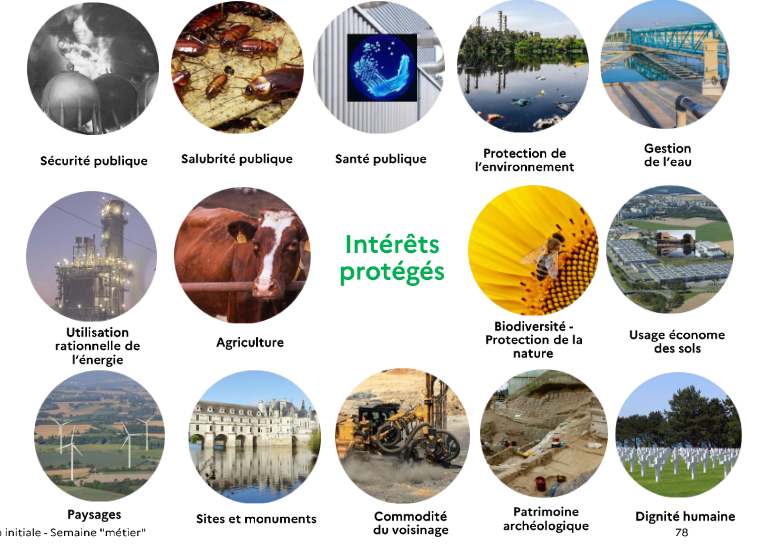 Sécurité publique
Salubrité publique
Santé publique
Protection de
l'environnement
Gestion
de l'eau
Utilisation
rationnelle de
l'énergie
Agriculture
Intérêts
protégés
Biodiversité -
Protection de la
nature
Usage économe
des sols
Paysages
Sites et monuments
Commodité
du voisinage
Patrimoine
archéologique
Dignité humaine
initiale - Semaine "métier"
78